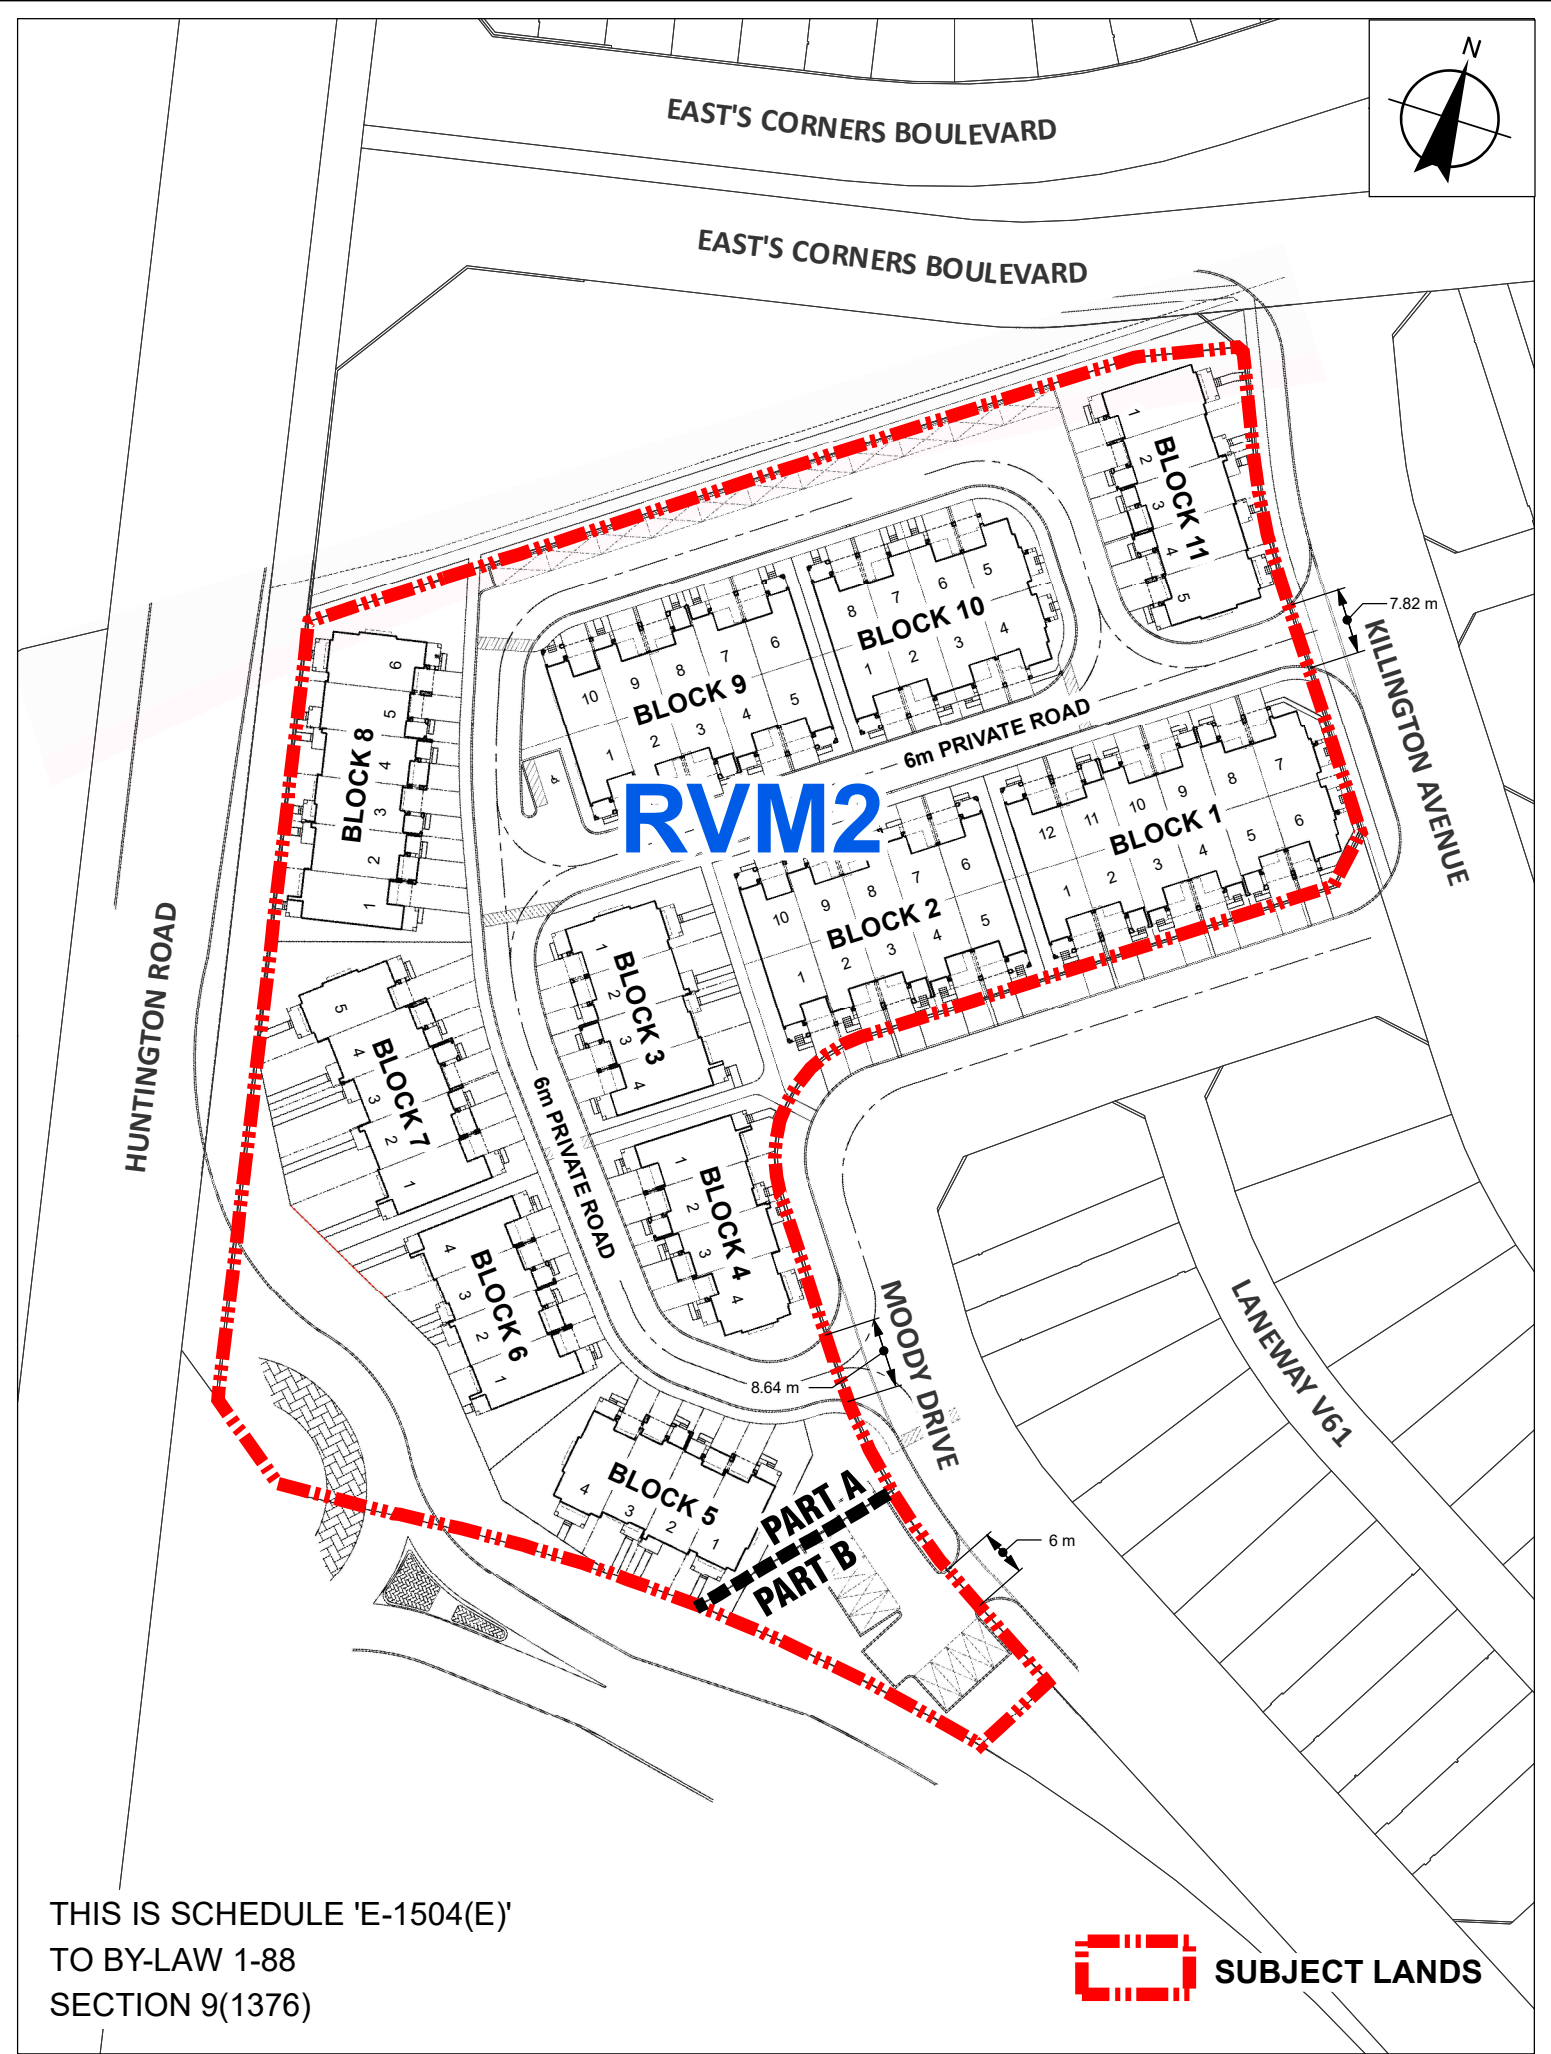 N
EAST'S CORNERS BOULEVARD
EAST'S CORNERS BOULEVARD
1
2
3
4
5
BLOCK 11
7.82 m
KILLINGTON AVENUE
8
7
6
5
BLOCK 10
1
2
3
4
10
9
8
7
6
BLOCK 9
1
2
3
4
5
6
5
4
3
2
1
BLOCK 8
6m PRIVATE ROAD
RVM2
12
11
10
9
8
7
BLOCK 1
1
2
3
4
5
6
10
9
8
7
6
BLOCK 2
1
2
3
4
5
HUNTINGTON ROAD
1
2
3
4
BLOCK 3
5
4
3
2
1
BLOCK 7
6m PRIVATE ROAD
1
2
3
4
BLOCK 4
4
3
2
1
BLOCK 6
MOODY DRIVE
LANEWAY V61
8.64 m
BLOCK 5
4
3
2
1
PART A
PART B
6 m
THIS IS SCHEDULE 'E-1504(E)'
TO BY-LAW 1-88
SECTION 9(1376)
SUBJECT LANDS